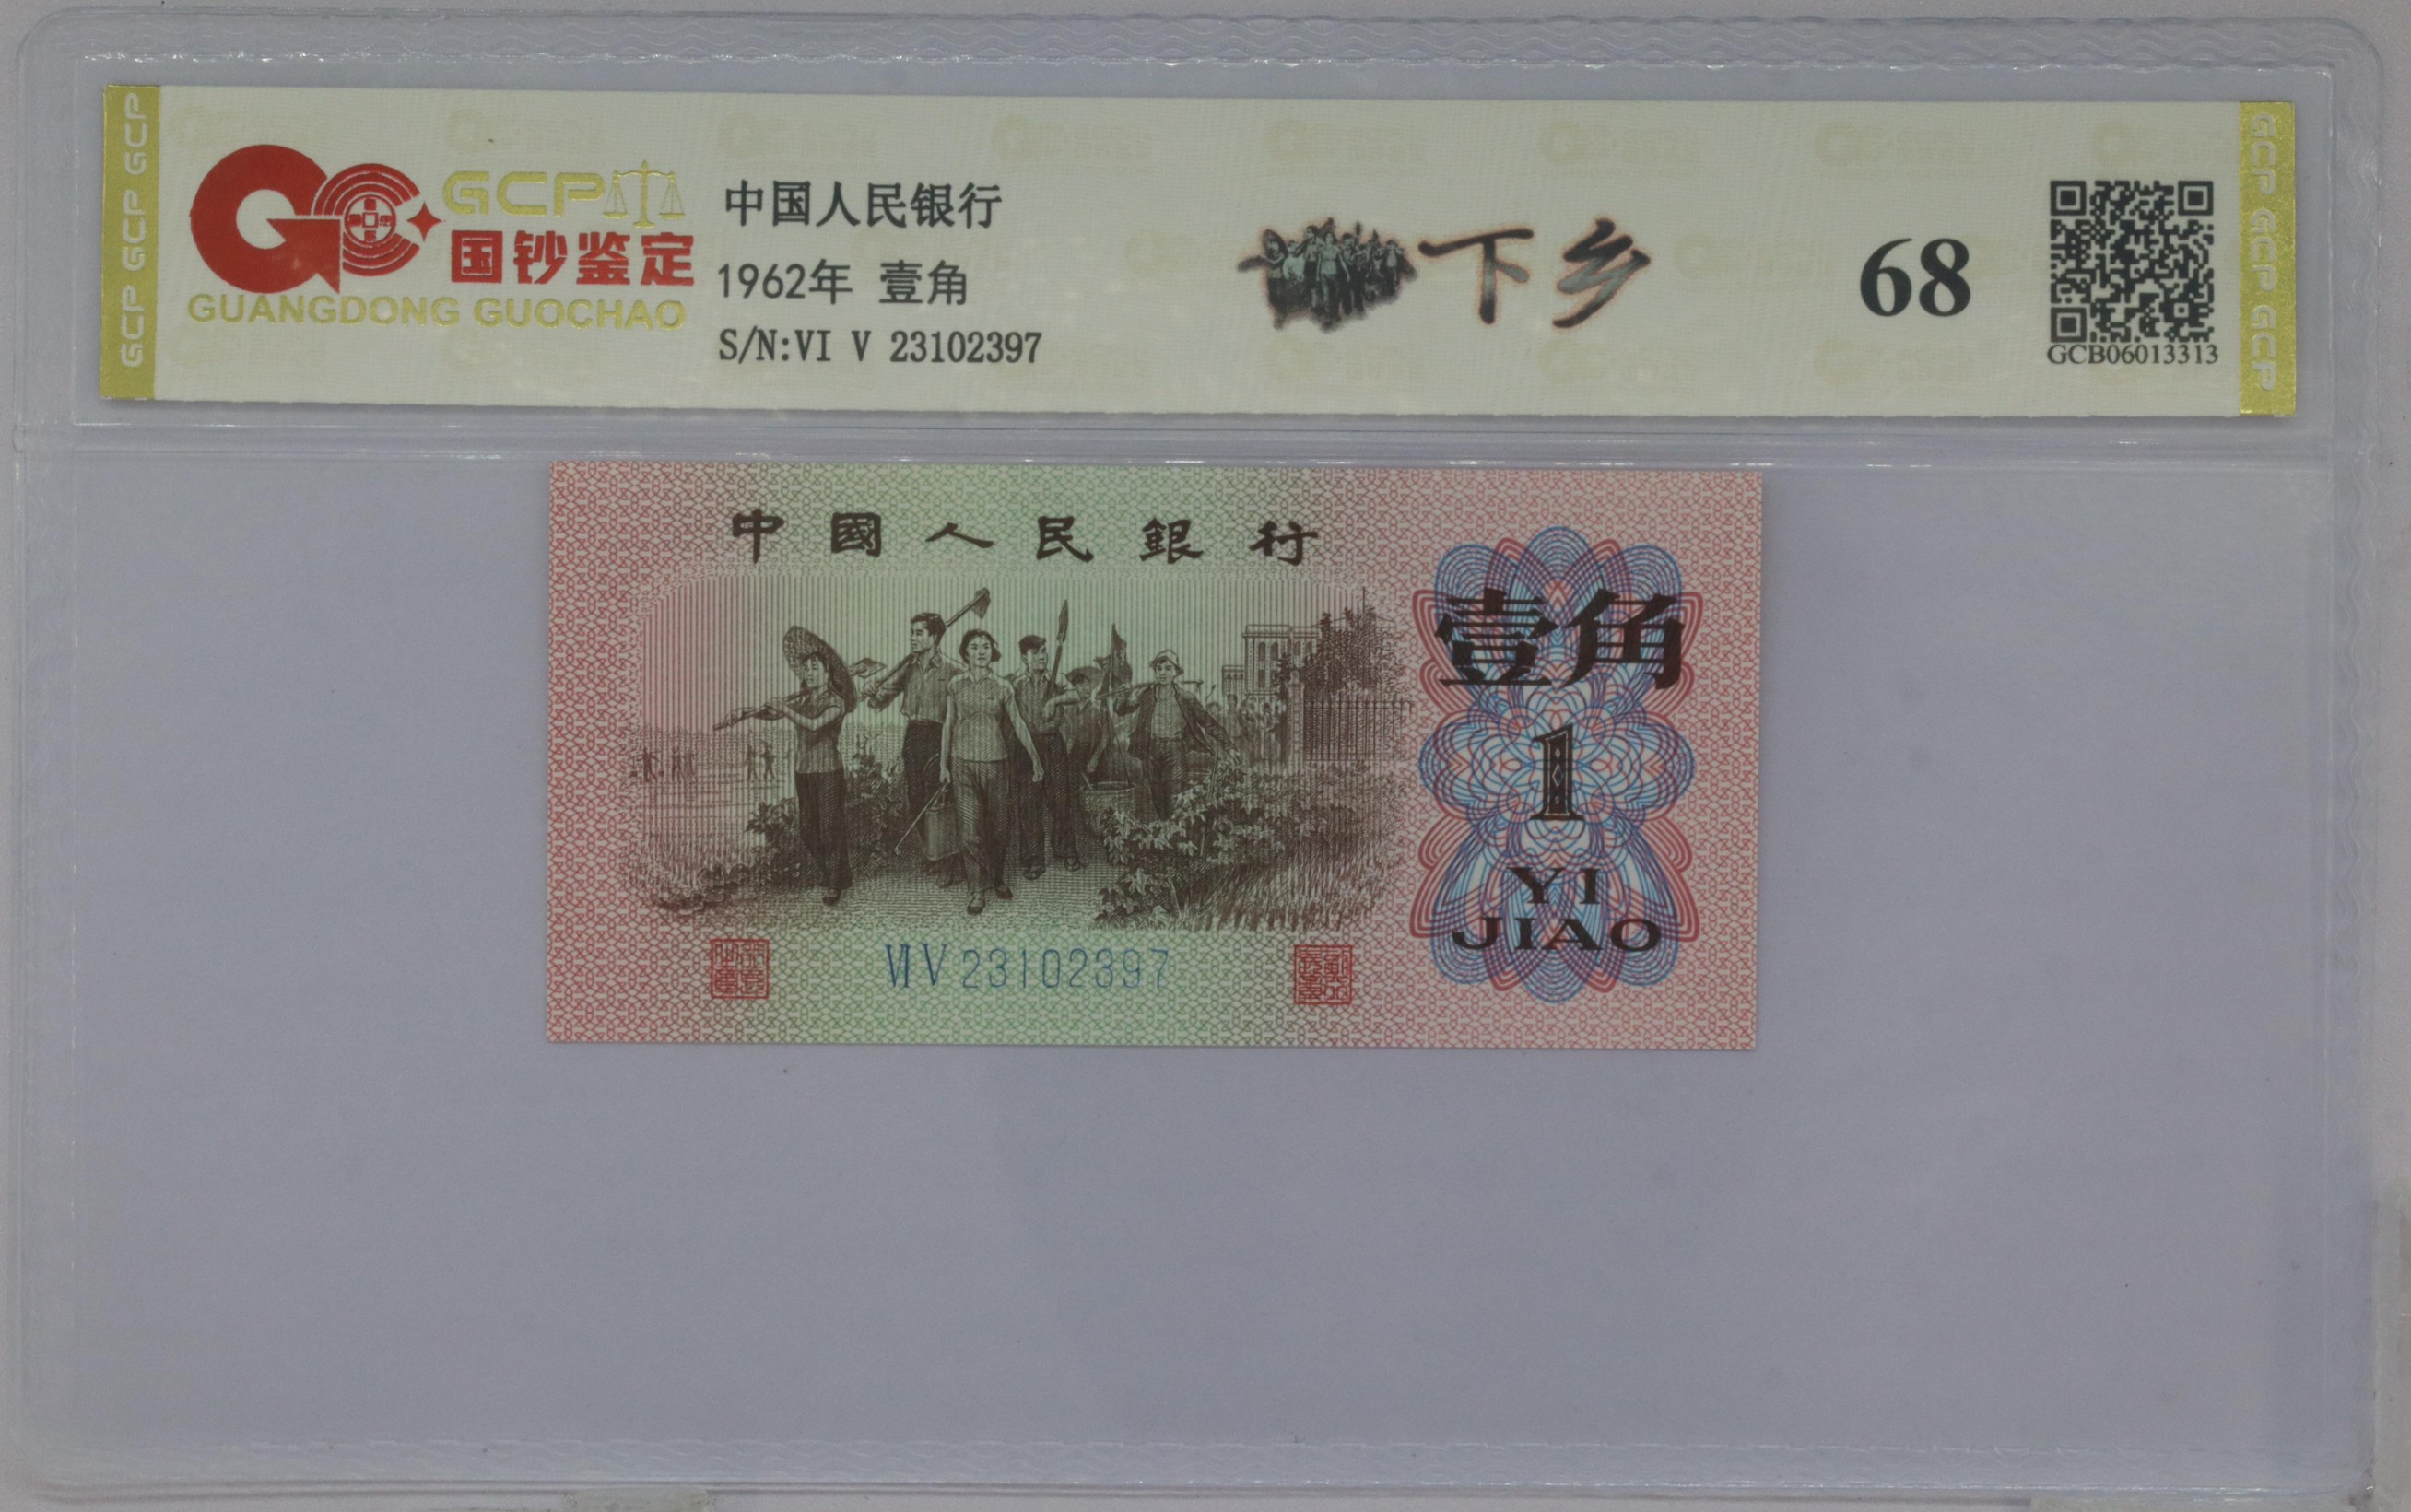 GCP GCP GCP
GCP
国钞鉴定
GUANGDONG GUOCHAO
中国人民银行
1962年 壹角
S/N:VI V 23102397
下乡
68
GCB06013313
GCP GCP GCP
中國人民銀行
壹角
1
YI
JIAO
VI V 23102397